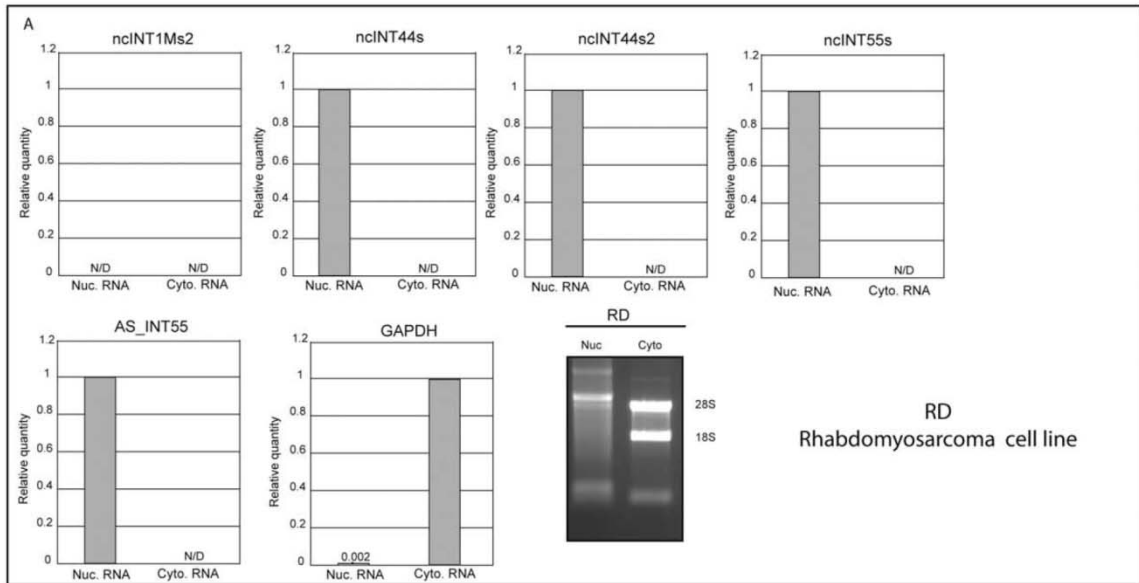 A
ncINT1Ms2
Relative quantity
1.2
1
0.8
0.6
0.4
0.2
0
N/D
N/D
Nuc. RNA
Cyto. RNA
ncINT44s
Relative quantity
1.2
1
0.8
0.6
0.4
0.2
0
N/D
Nuc. RNA
Cyto. RNA
ncINT44s2
Relative quantity
1.2
1
0.8
0.6
0.4
0.2
0
N/D
Nuc. RNA
Cyto. RNA
ncINT55s
Relative quantity
1.2
1
0.8
0.6
0.4
0.2
0
N/D
Nuc. RNA
Cyto. RNA
AS_INT55
Relative quantity
1.2
1
0.8
0.6
0.4
0.2
0
N/D
Nuc. RNA
Cyto. RNA
GAPDH
Relative quantity
1.2
1
0.8
0.6
0.4
0.2
0
0.002
Nuc. RNA
Cyto. RNA
RD
Nuc
Cyto
28S
18S
RD
Rhabdomyosarcoma cell line